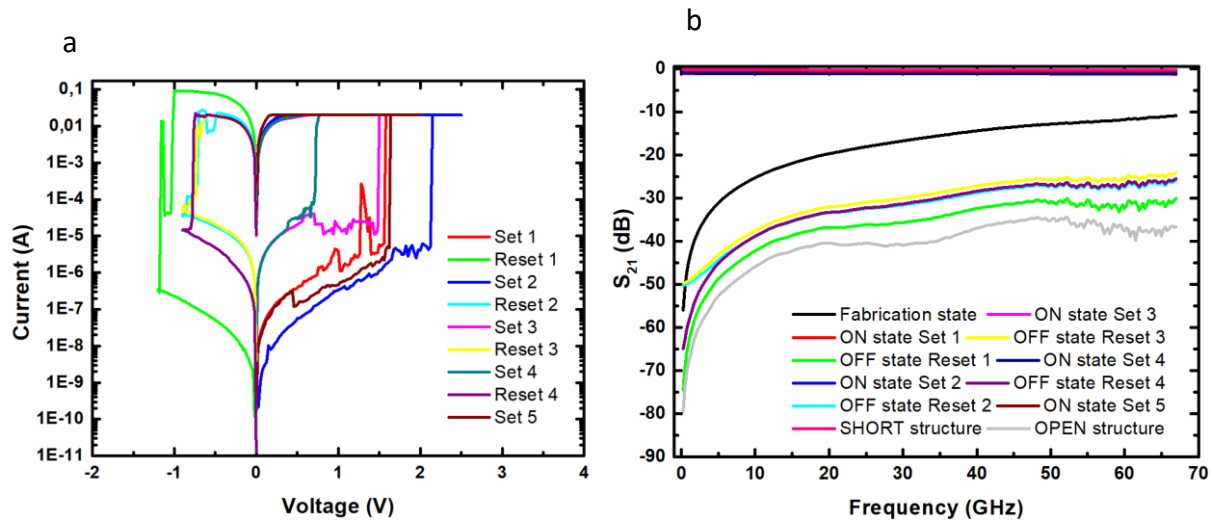 a
0,1
0,01
1E-3
1E-4
1E-5
1E-6
1E-7
1E-8
1E-9
1E-10
1E-11
Current (A)
-2 -1 0 1 2 3 4
Voltage (V)
Set 1
Reset 1
Set 2
Reset 2
Set 3
Reset 3
Set 4
Reset 4
Set 5
b
0
-10
-20
-30
-40
-50
-60
-70
-80
-90
S21 (dB)
0 10 20 30 40 50 60 70
Frequency (GHz)
Fabrication state ON state Set 3
ON state Set 1 OFF state Reset 3
OFF state Reset 1 ON state Set 4
ON state Set 2 OFF state Reset 4
OFF state Reset 2 ON state Set 5
SHORT structure OPEN structure